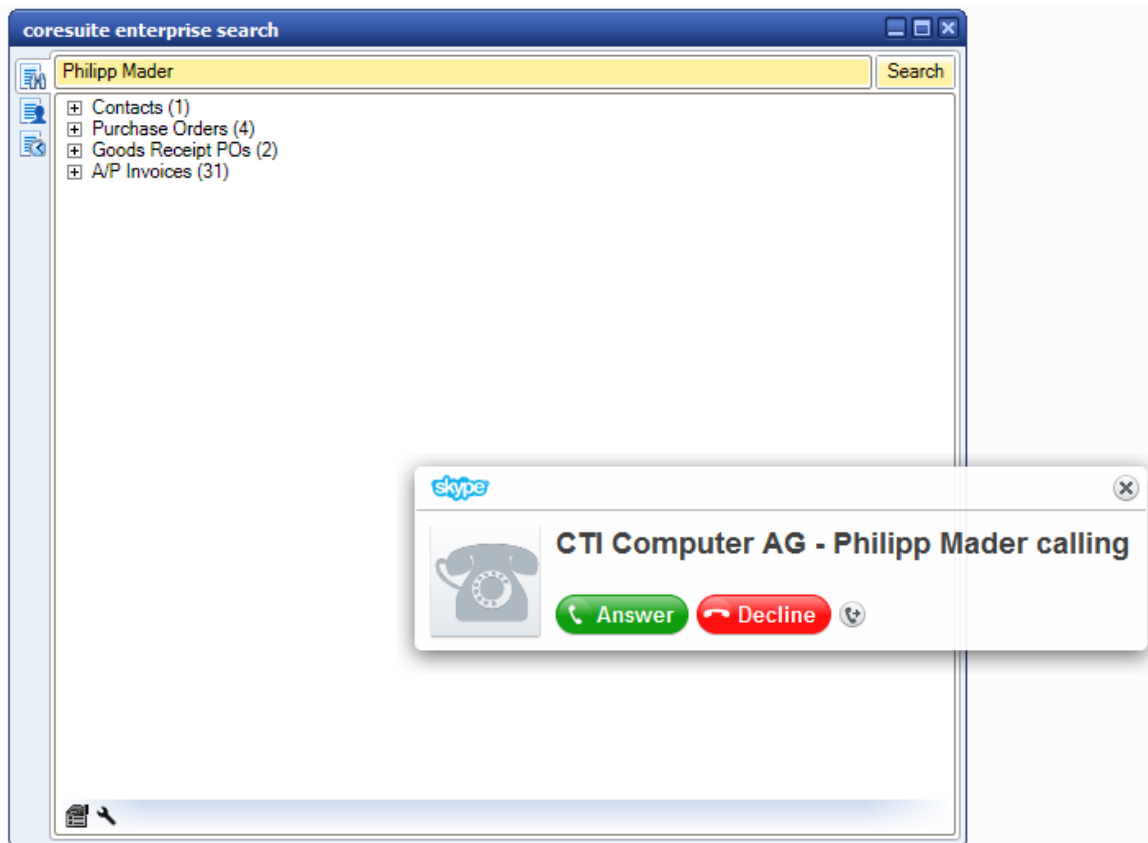 coresuite enterprise search
Philipp Mader
Search
Contacts (1)
Purchase Orders (4)
Goods Receipt POs (2)
A/P Invoices (31)
skype
CTI Computer AG - Philipp Mader calling
Answer
Decline